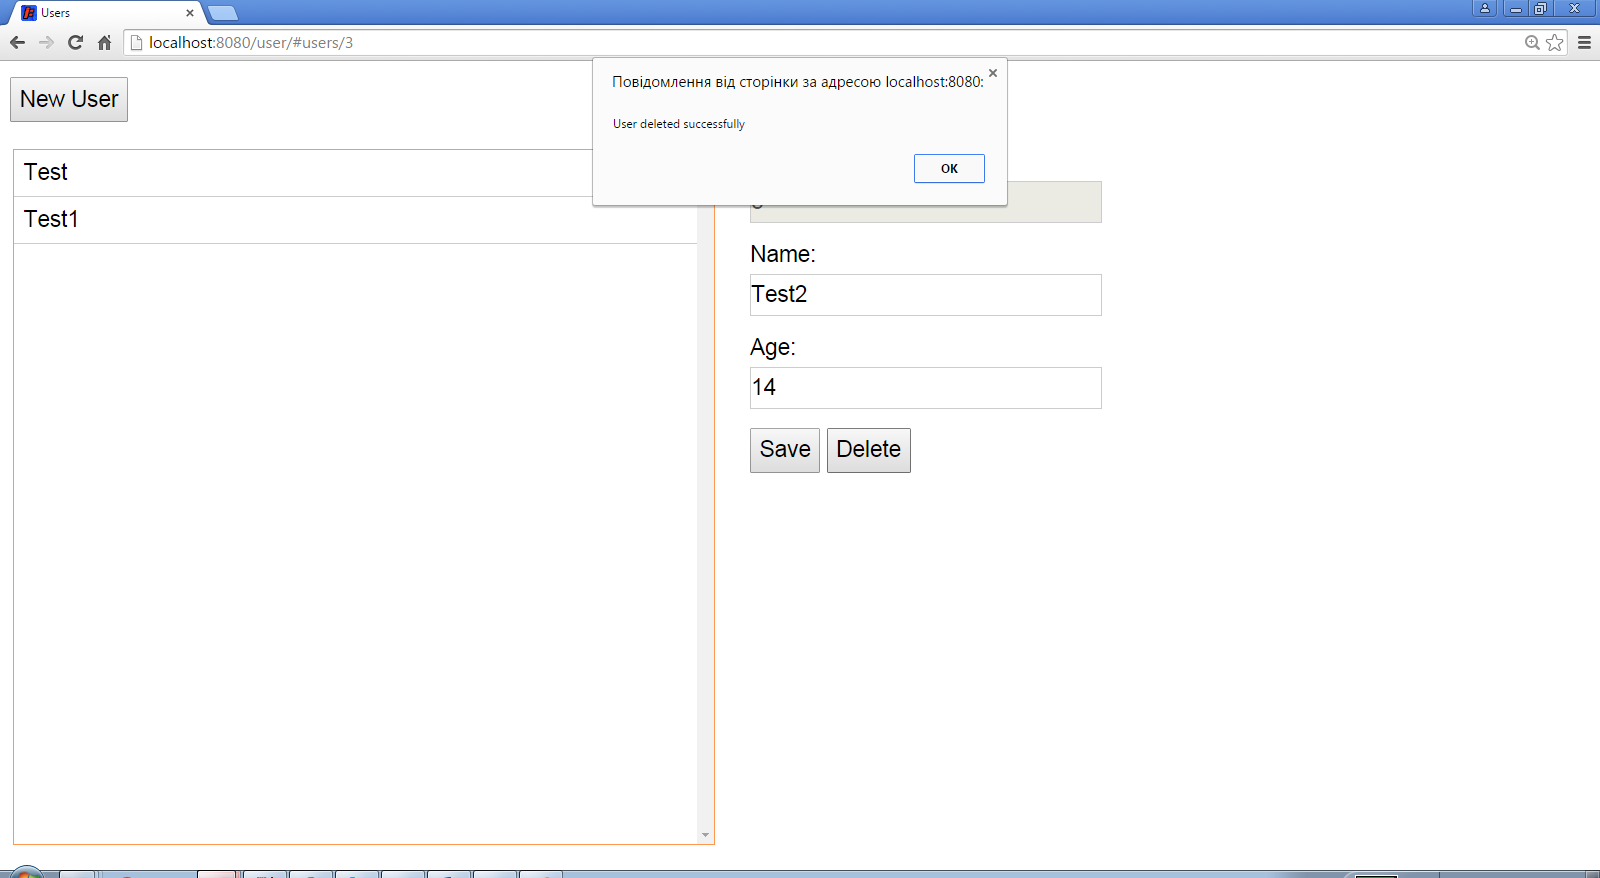 Users
localhost:8080/user/#users/3
New User
Повідомлення від сторінки за адресою localhost:8080:
User deleted successfully
OK
Test
Test1
Name:
Test2
Age:
14
Save Delete